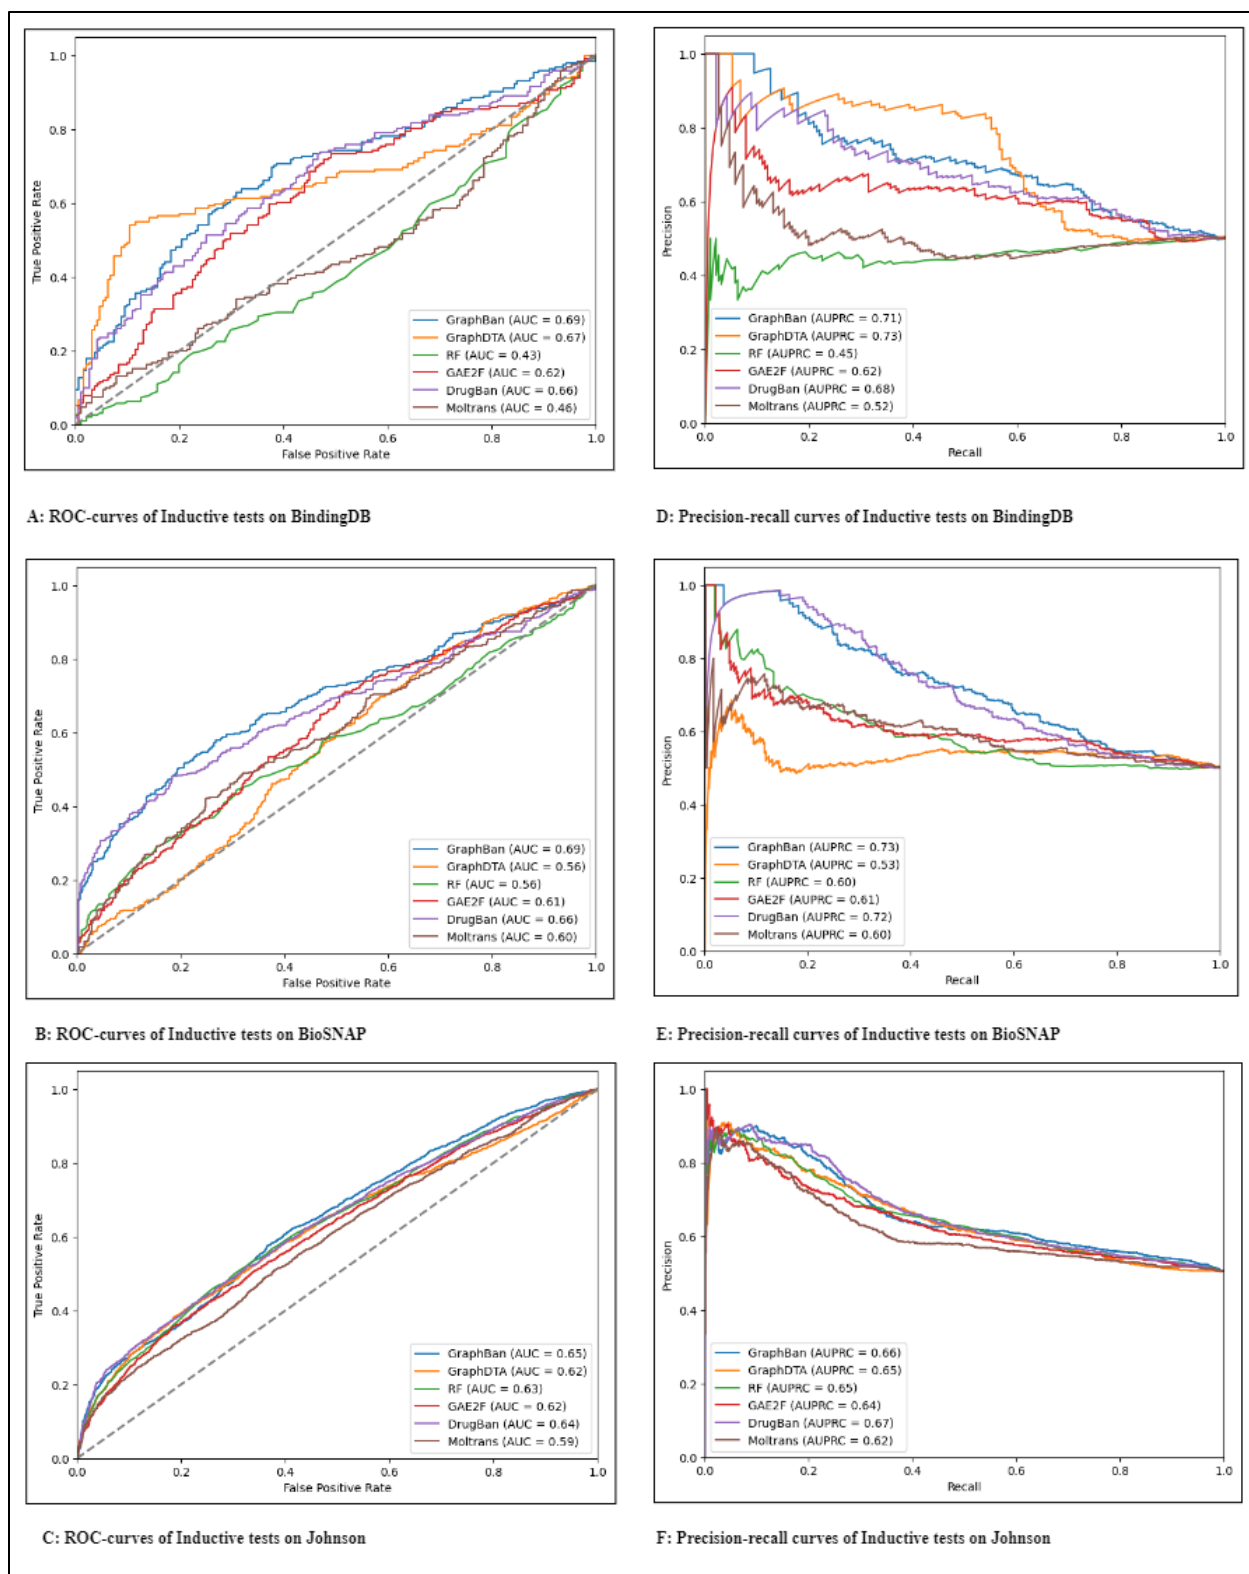 1.0
0.8
0.6
0.4
0.2
0.0
True Positive Rate
0.0 0.2 0.4 0.6 0.8 1.0
False Positive Rate
GraphBan (AUC = 0.69)
GraphDTA (AUC = 0.67)
RF (AUC = 0.43)
GAE2F (AUC = 0.62)
DrugBan (AUC = 0.66)
Moltrans (AUC = 0.46)
A: ROC-curves of Inductive tests on BindingDB
1.0
0.8
0.6
0.4
0.2
0.0
Precision
0.0 0.2 0.4 0.6 0.8 1.0
Recall
GraphBan (AUPRC = 0.71)
GraphDTA (AUPRC = 0.73)
RF (AUPRC = 0.45)
GAE2F (AUPRC = 0.62)
DrugBan (AUPRC = 0.68)
Moltrans (AUPRC = 0.52)
D: Precision-recall curves of Inductive tests on BindingDB
1.0
0.8
0.6
0.4
0.2
0.0
True Positive Rate
0.0 0.2 0.4 0.6 0.8 1.0
False Positive Rate
GraphBan (AUC = 0.69)
GraphDTA (AUC = 0.56)
RF (AUC = 0.56)
GAE2F (AUC = 0.61)
DrugBan (AUC = 0.66)
Moltrans (AUC = 0.60)
B: ROC-curves of Inductive tests on BioSNAP
1.0
0.8
0.6
0.4
0.2
0.0
Precision
0.0 0.2 0.4 0.6 0.8 1.0
Recall
GraphBan (AUPRC = 0.73)
GraphDTA (AUPRC = 0.53)
RF (AUPRC = 0.60)
GAE2F (AUPRC = 0.61)
DrugBan (AUPRC = 0.72)
Moltrans (AUPRC = 0.60)
E: Precision-recall curves of Inductive tests on BioSNAP
1.0
0.8
0.6
0.4
0.2
0.0
True Positive Rate
0.0 0.2 0.4 0.6 0.8 1.0
False Positive Rate
GraphBan (AUC = 0.65)
GraphDTA (AUC = 0.62)
RF (AUC = 0.63)
GAE2F (AUC = 0.62)
DrugBan (AUC = 0.64)
Moltrans (AUC = 0.59)
C: ROC-curves of Inductive tests on Johnson
1.0
0.8
0.6
0.4
0.2
0.0
Precision
0.0 0.2 0.4 0.6 0.8 1.0
Recall
GraphBan (AUPRC = 0.66)
GraphDTA (AUPRC = 0.65)
RF (AUPRC = 0.65)
GAE2F (AUPRC = 0.64)
DrugBan (AUPRC = 0.67)
Moltrans (AUPRC = 0.62)
F: Precision-recall curves of Inductive tests on Johnson